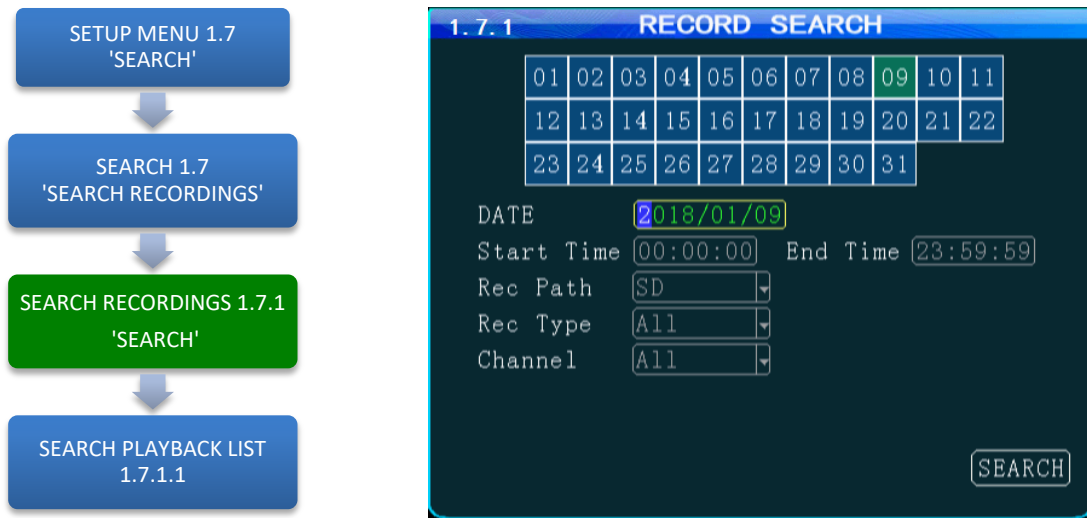 SETUP MENU 1.7
'SEARCH'
SEARCH 1.7
'SEARCH RECORDINGS'
SEARCH RECORDINGS 1.7.1
'SEARCH'
SEARCH PLAYBACK LIST
1.7.1.1
1.7.1 RECORD SEARCH
01 02 03 04 05 06 07 08 09 10 11
12 13 14 15 16 17 18 19 20 21 22
23 24 25 26 27 28 29 30 31
DATE 2018/01/09
Start Time 00:00:00 End Time 23:59:59
Rec Path SD
Rec Type All
Channel All
SEARCH